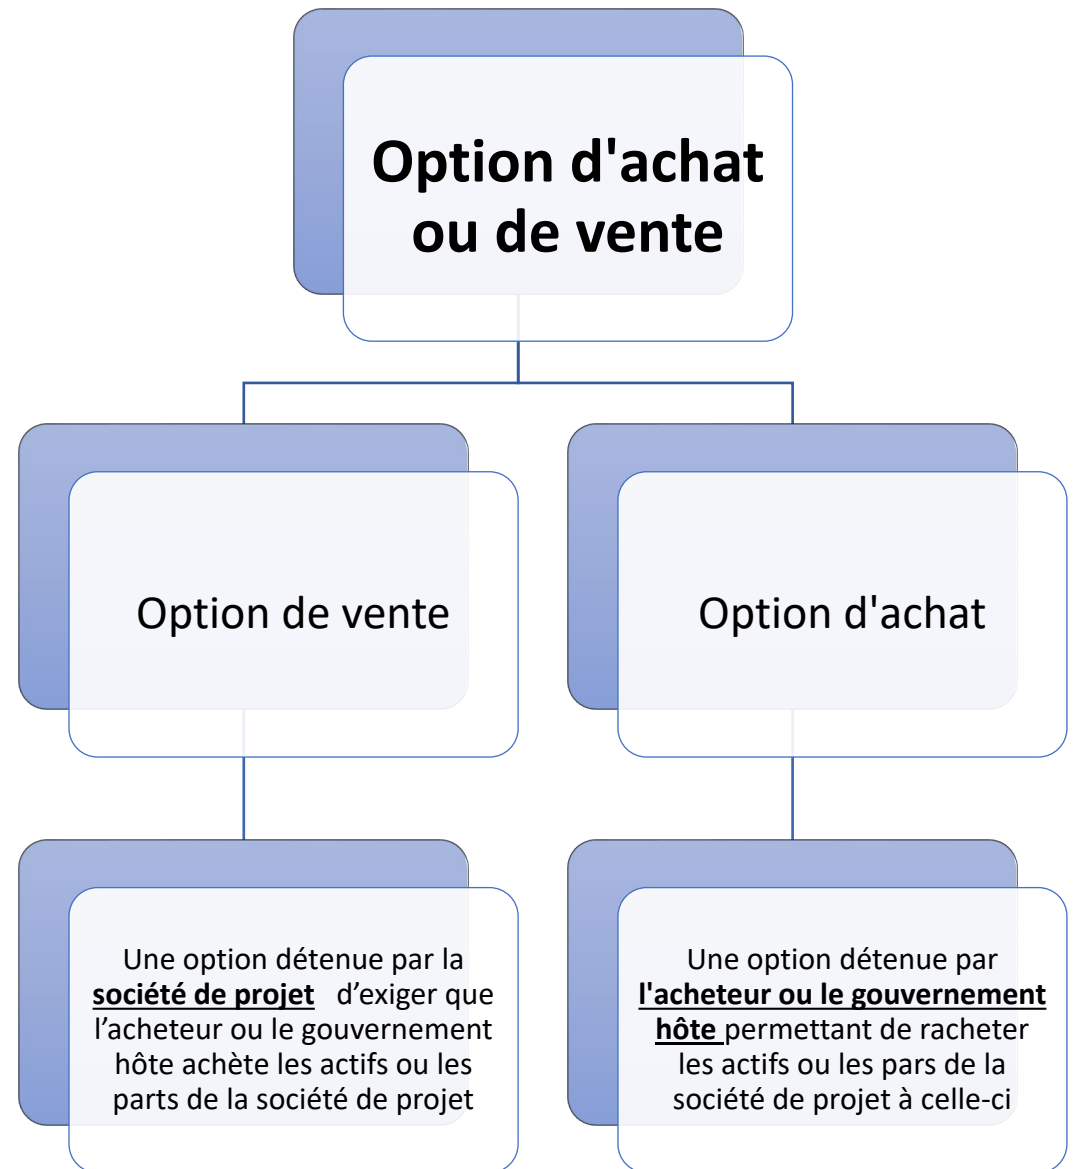 Option d'achat
ou de vente
Option de vente
Option d'achat
Une option détenue par la
société de projet d’exiger que
l’acheteur ou le gouvernement
hôte achète les actifs ou les
parts de la société de projet
Une option détenue par
l'acheteur ou le gouvernement
hôte permettant de racheter
les actifs ou les pars de la
société de projet à celle-ci